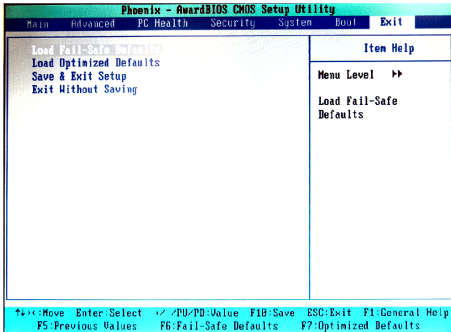 Phoenix - AwardBIOS CMOS Setup Utility
Main Advanced PC Health Security System Boot Exit
Load Fail-Safe Defaults
Load Optimized Defaults
Save & Exit Setup
Exit Without Saving
Item Help
Menu Level ▶▶
Load Fail-Safe
Defaults
↑↓→←:Move Enter:Select +/-/PU/PD:Value F10:Save ESC:Exit F1:General Help
F5:Previous Values F6:Fail-Safe Defaults F7:Optimized Defaults